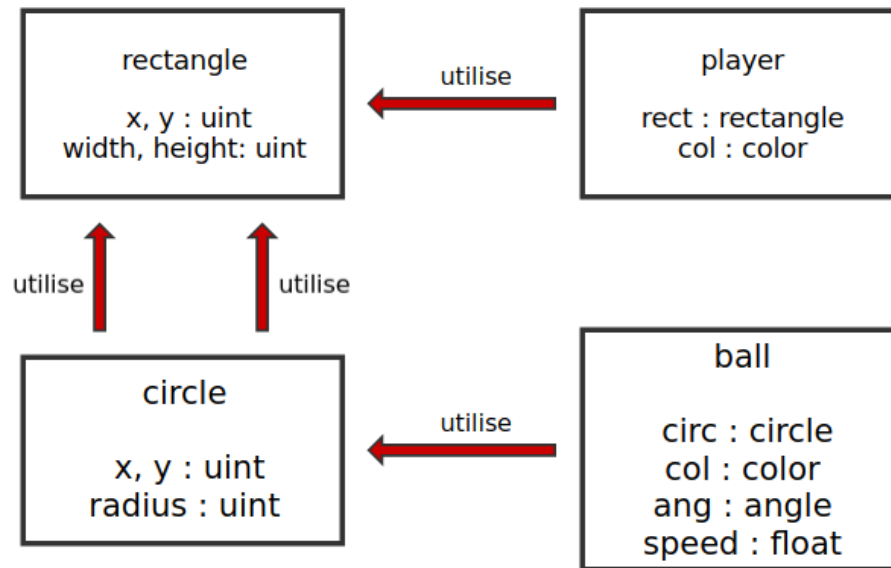 rectangle
x, y : uint
width, height: uint
utilise
player
rect : rectangle
col : color
utilise
utilise
circle
x, y : uint
radius : uint
utilise
ball
circ : circle
col : color
ang : angle
speed : float